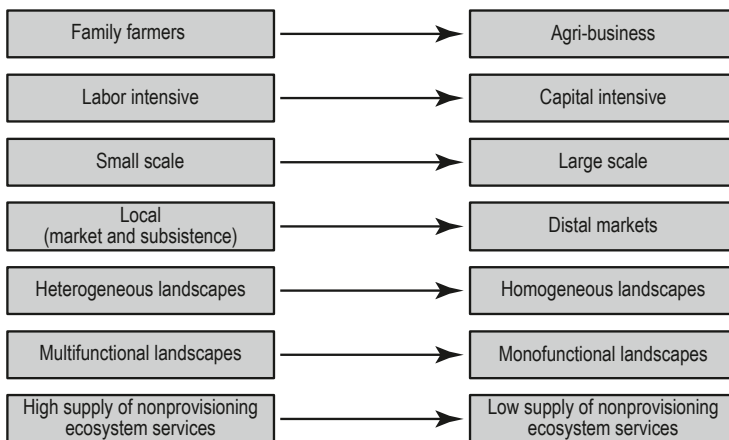 Family farmers
Agri-business
Labor intensive
Capital intensive
Small scale
Large scale
Local
(market and subsistence)
Distal markets
Heterogeneous landscapes
Homogeneous landscapes
Multifunctional landscapes
Monofunctional landscapes
High supply of nonprovisioning
ecosystem services
Low supply of nonprovisioning
ecosystem services